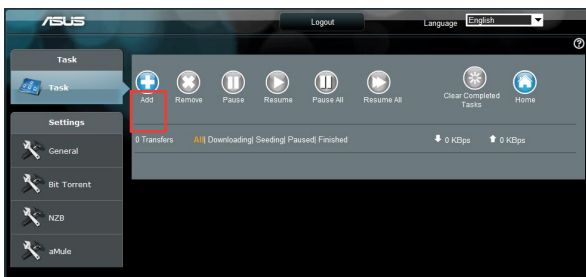 ASUS
Logout
Language English
?
Task
Task
Settings
General
Bit Torrent
NZB
aMule
Add
Remove
Pause
Resume
Pause All
Resume All
Clear Completed
Tasks
Home
0 Transfers All| Downloading| Seeding| Paused| Finished 0 KBps 0 KBps